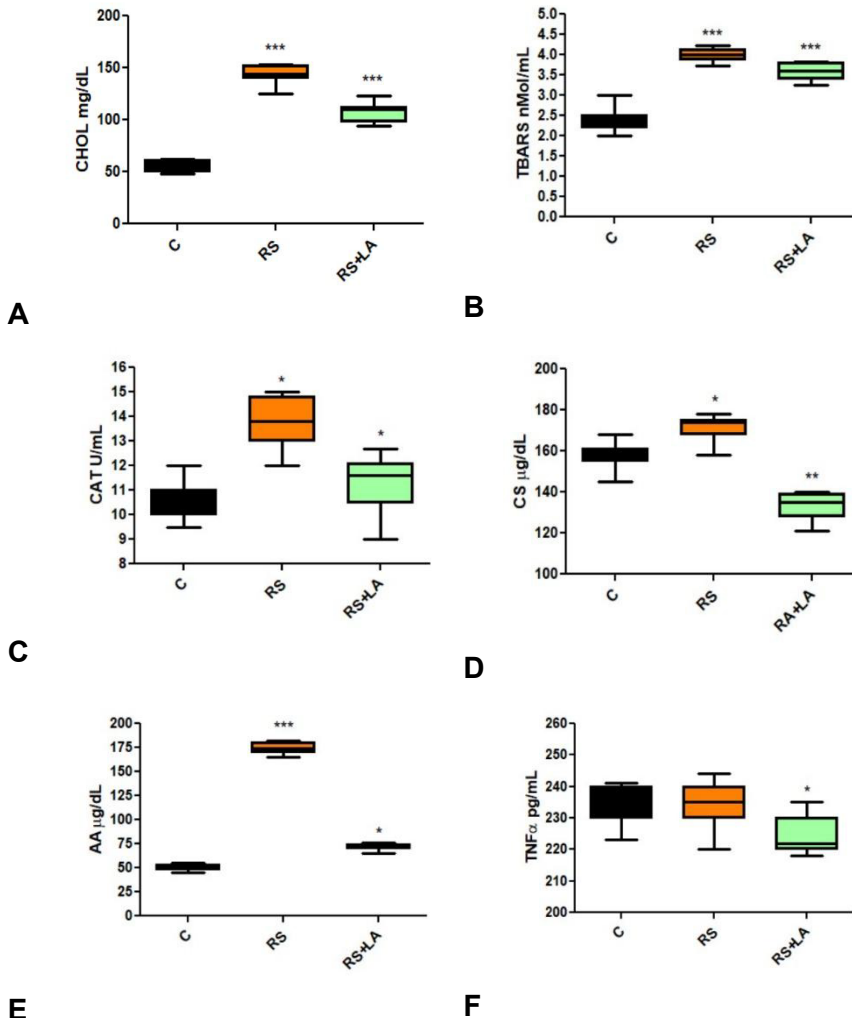 CHOL mg/dL
200
150
100
50
0
***
***
C
RS
RS+LA
A
TBARS nMol/mL
5.0
4.5
4.0
3.5
3.0
2.5
2.0
1.5
1.0
0.5
0.0
***
***
C
RS
RS+LA
B
CAT U/mL
16
15
14
13
12
11
10
9
8
*
*
C
RS
RS+LA
C
CS µg/dL
200
180
160
140
120
100
*
**
C
RS
RA+LA
D
AA µg/dL
200
175
150
125
100
75
50
25
0
***
*
C
RS
RS+LA
E
TNFα pg/mL
260
250
240
230
220
210
200
*
C
RS
RS+LA
F